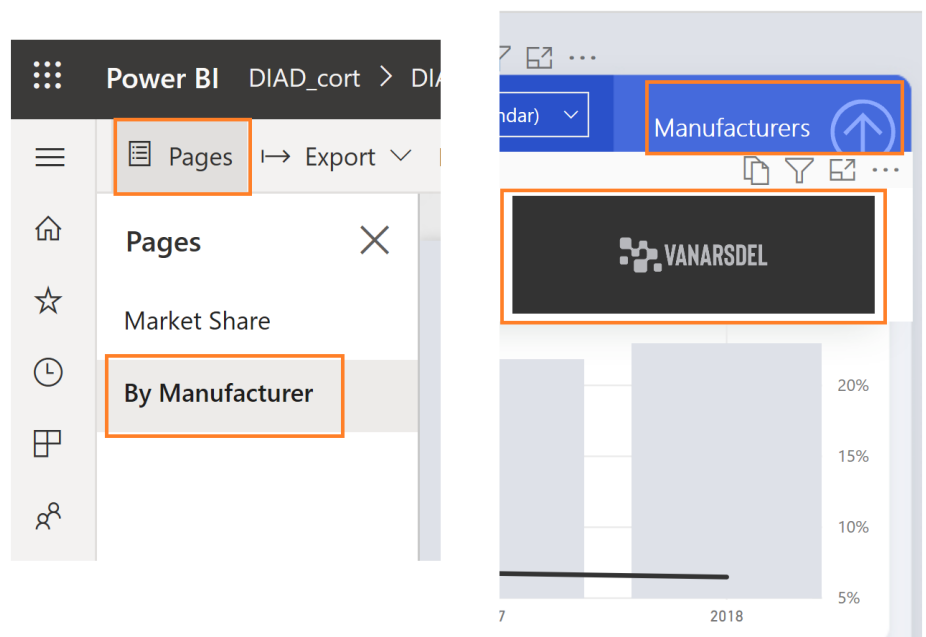 Power BI DIAD_cort > DIA
Pages Export
Pages
Market Share
By Manufacturer
ndar)
Manufacturers
VANARSDEL
20%
15%
10%
5%
7 2018